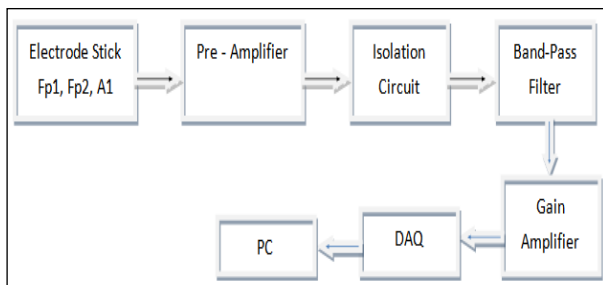 Electrode Stick
Fp1, Fp2, A1
Pre - Amplifier
Isolation
Circuit
Band-Pass
Filter
Gain
Amplifier
DAQ
PC